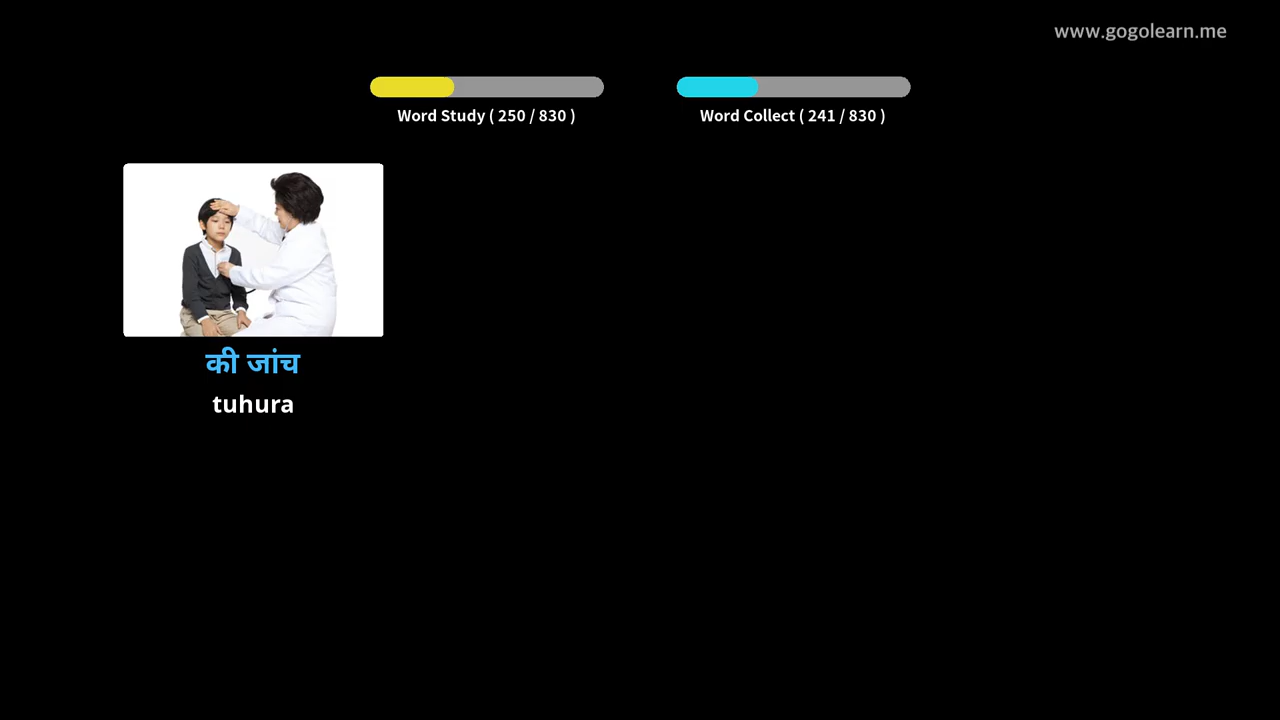 www.gogolearn.me
Word Study ( 250 / 830 )
Word Collect ( 241 / 830 )
की जांच
tuhura